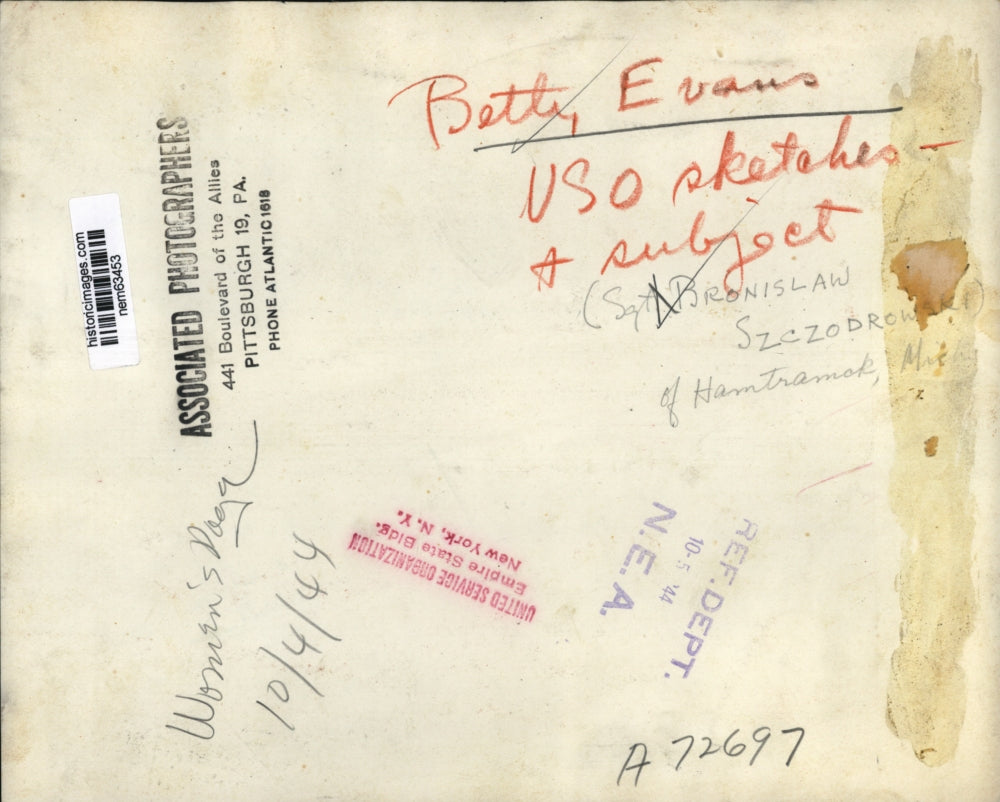 Betty Evans
USO sketches -
+ subject
(Sgt. BRONISLAW
SZCZODROWSKI)
of Hamtramck, Mich.
historicimages.com
nem63453
ASSOCIATED PHOTOGRAPHERS
441 Boulevard of the Allies
PITTSBURGH 19, PA.
PHONE ATLANTIC 1618
Women's Page
10/4/44
UNITED SERVICE ORGANIZATION
Empire State Bldg.
New York, N. Y.
REF. DEPT.
10-5 '44
N.E.A.
A 72697